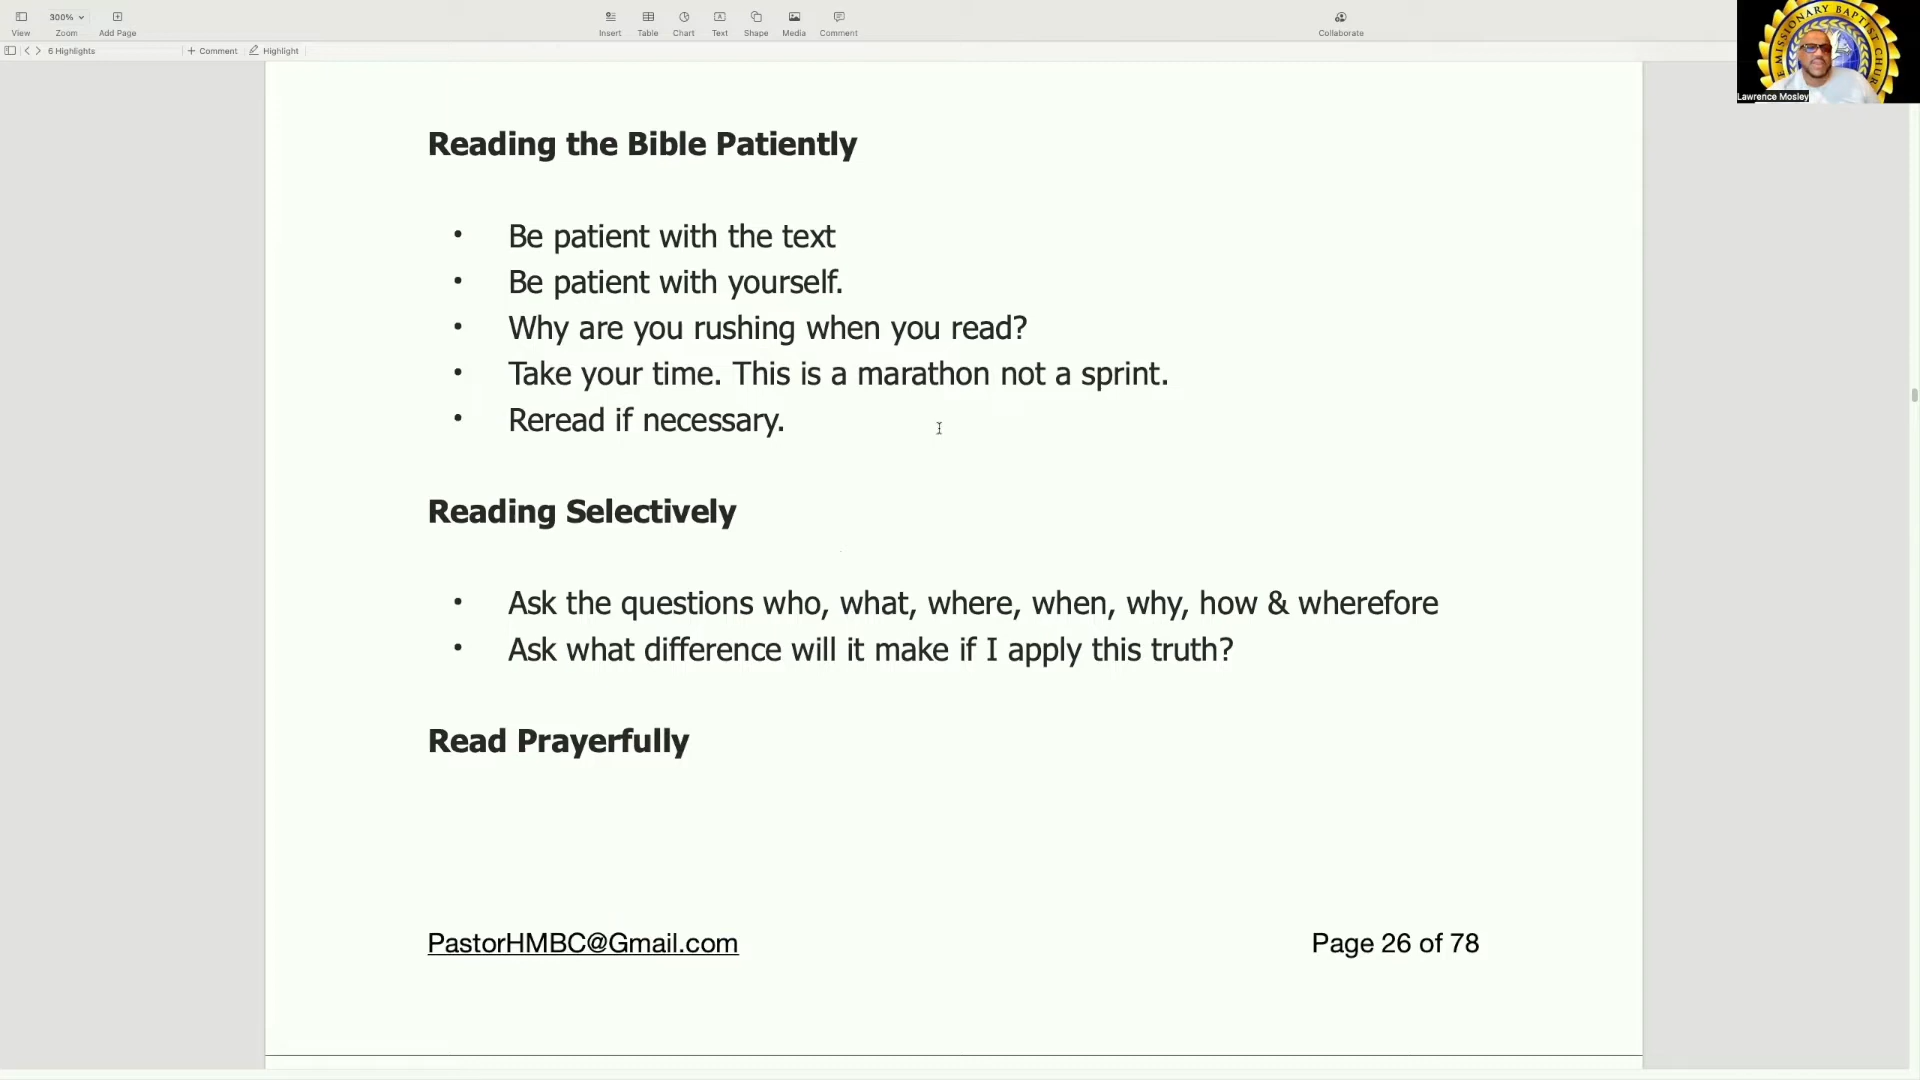 300%
View
Zoom
Add Page
Insert
Table
Chart
Text
Shape
Media
Comment
Collaborate
6 Highlights
+ Comment
Highlight
MISSIONARY BAPTIST CHUR
Lawrence Mosley
Reading the Bible Patiently
• Be patient with the text
• Be patient with yourself.
• Why are you rushing when you read?
• Take your time. This is a marathon not a sprint.
• Reread if necessary.
Reading Selectively
• Ask the questions who, what, where, when, why, how & wherefore
• Ask what difference will it make if I apply this truth?
Read Prayerfully
PastorHMBC@Gmail.com
Page 26 of 78